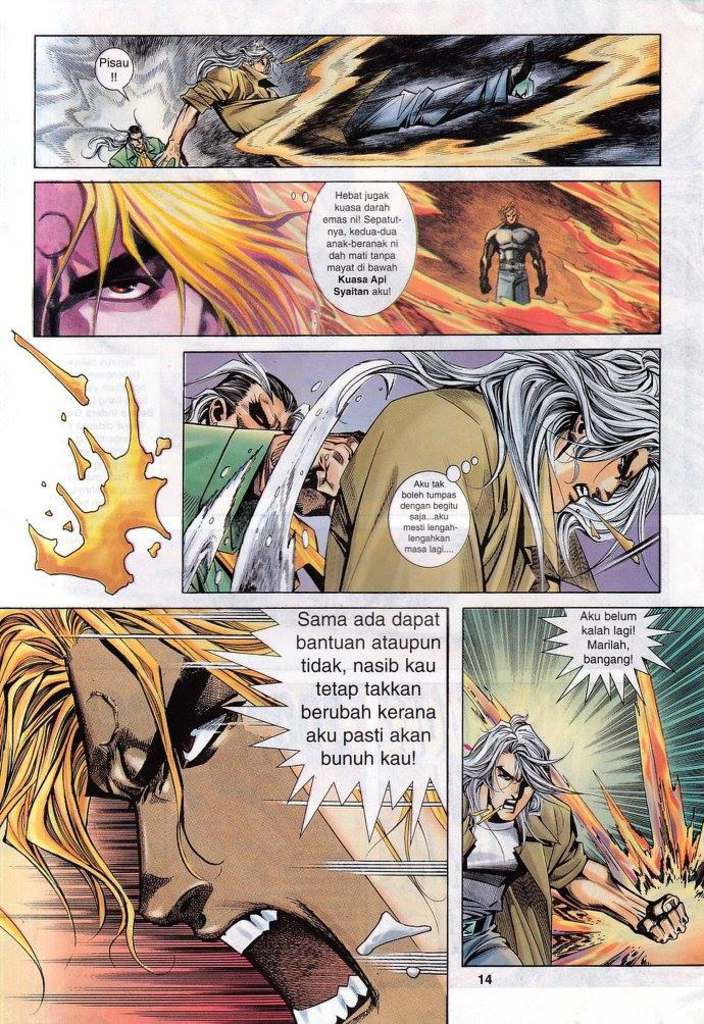 Pisau
!!
Hebat jugak
kuasa darah
emas ni! Sepatut-
nya, kedua-dua
anak-beranak ni
dah mati tanpa
mayat di bawah
Kuasa Api
Syaitan aku!
Aku tak
boleh tumpas
dengan begitu
saja...aku
mesti lengah-
lengahkan
masa lagi....
Sama ada dapat
bantuan ataupun
tidak, nasib kau
tetap takkan
berubah kerana
aku pasti akan
bunuh kau!
Aku belum
kalah lagi!
Marilah,
bangang!
14